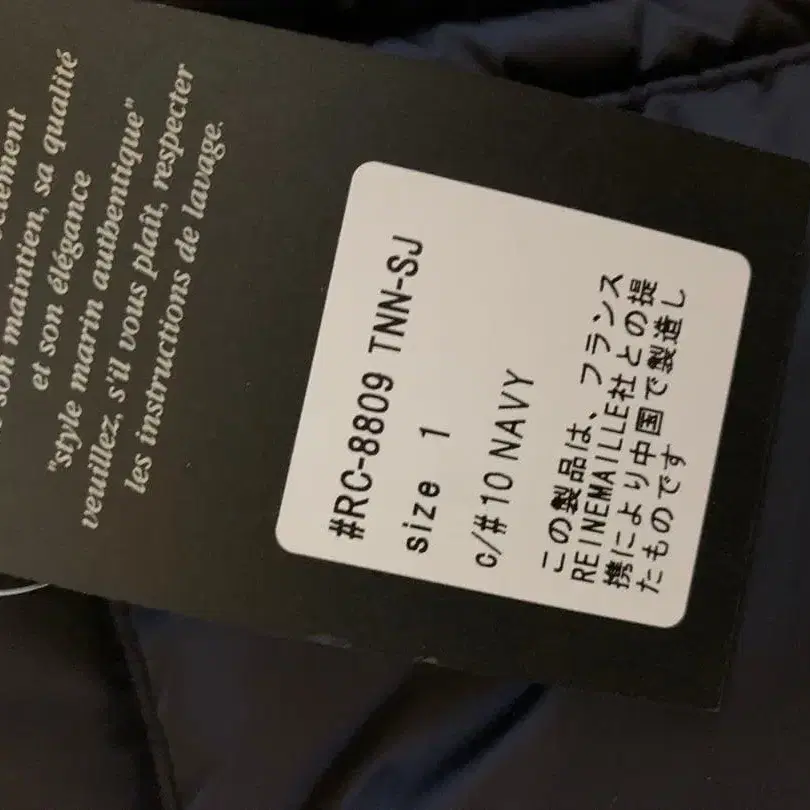 son maintien, sa qualité
et son élégance
"style marin authentique"
veuillez, s'il vous plaît, respecter
les instructions de lavage.
#RC-8809 TNN-SJ
size 1
c/# 10 NAVY
この製品は、フランス
REINEMAILLE社との提
携により中国で製造し
たものです